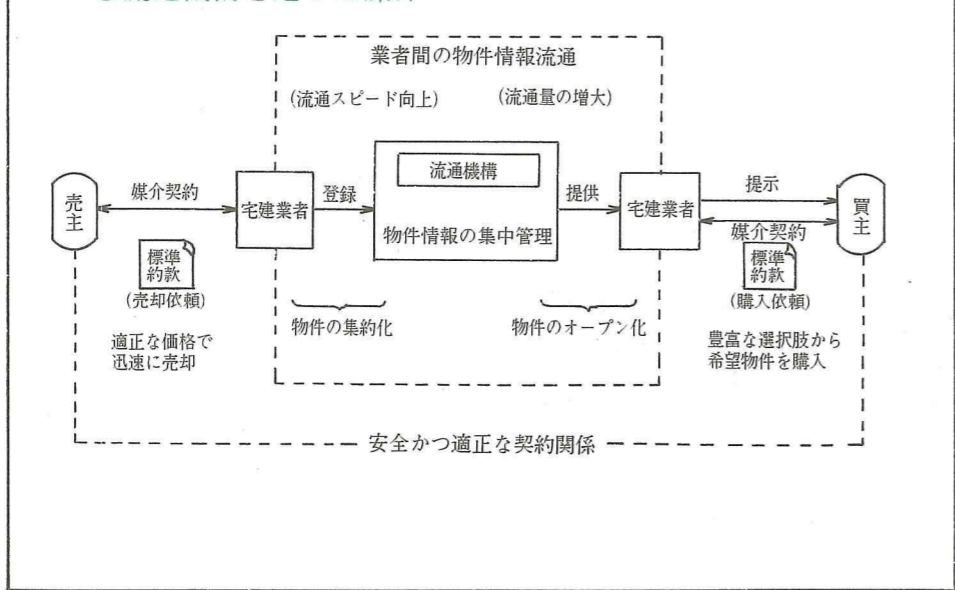 業者間の物件情報流通
(流通スピード向上)
(流通量の増大)
流通機構
物件情報の集中管理
売主
媒介契約
宅建業者
登録
提供
宅建業者
提示
媒介契約
買主
標準
約款
(売却依頼)
適正な価格で
迅速に売却
物件の集約化
物件のオープン化
標準
約款
(購入依頼)
豊富な選択肢から
希望物件を購入
安全かつ適正な契約関係